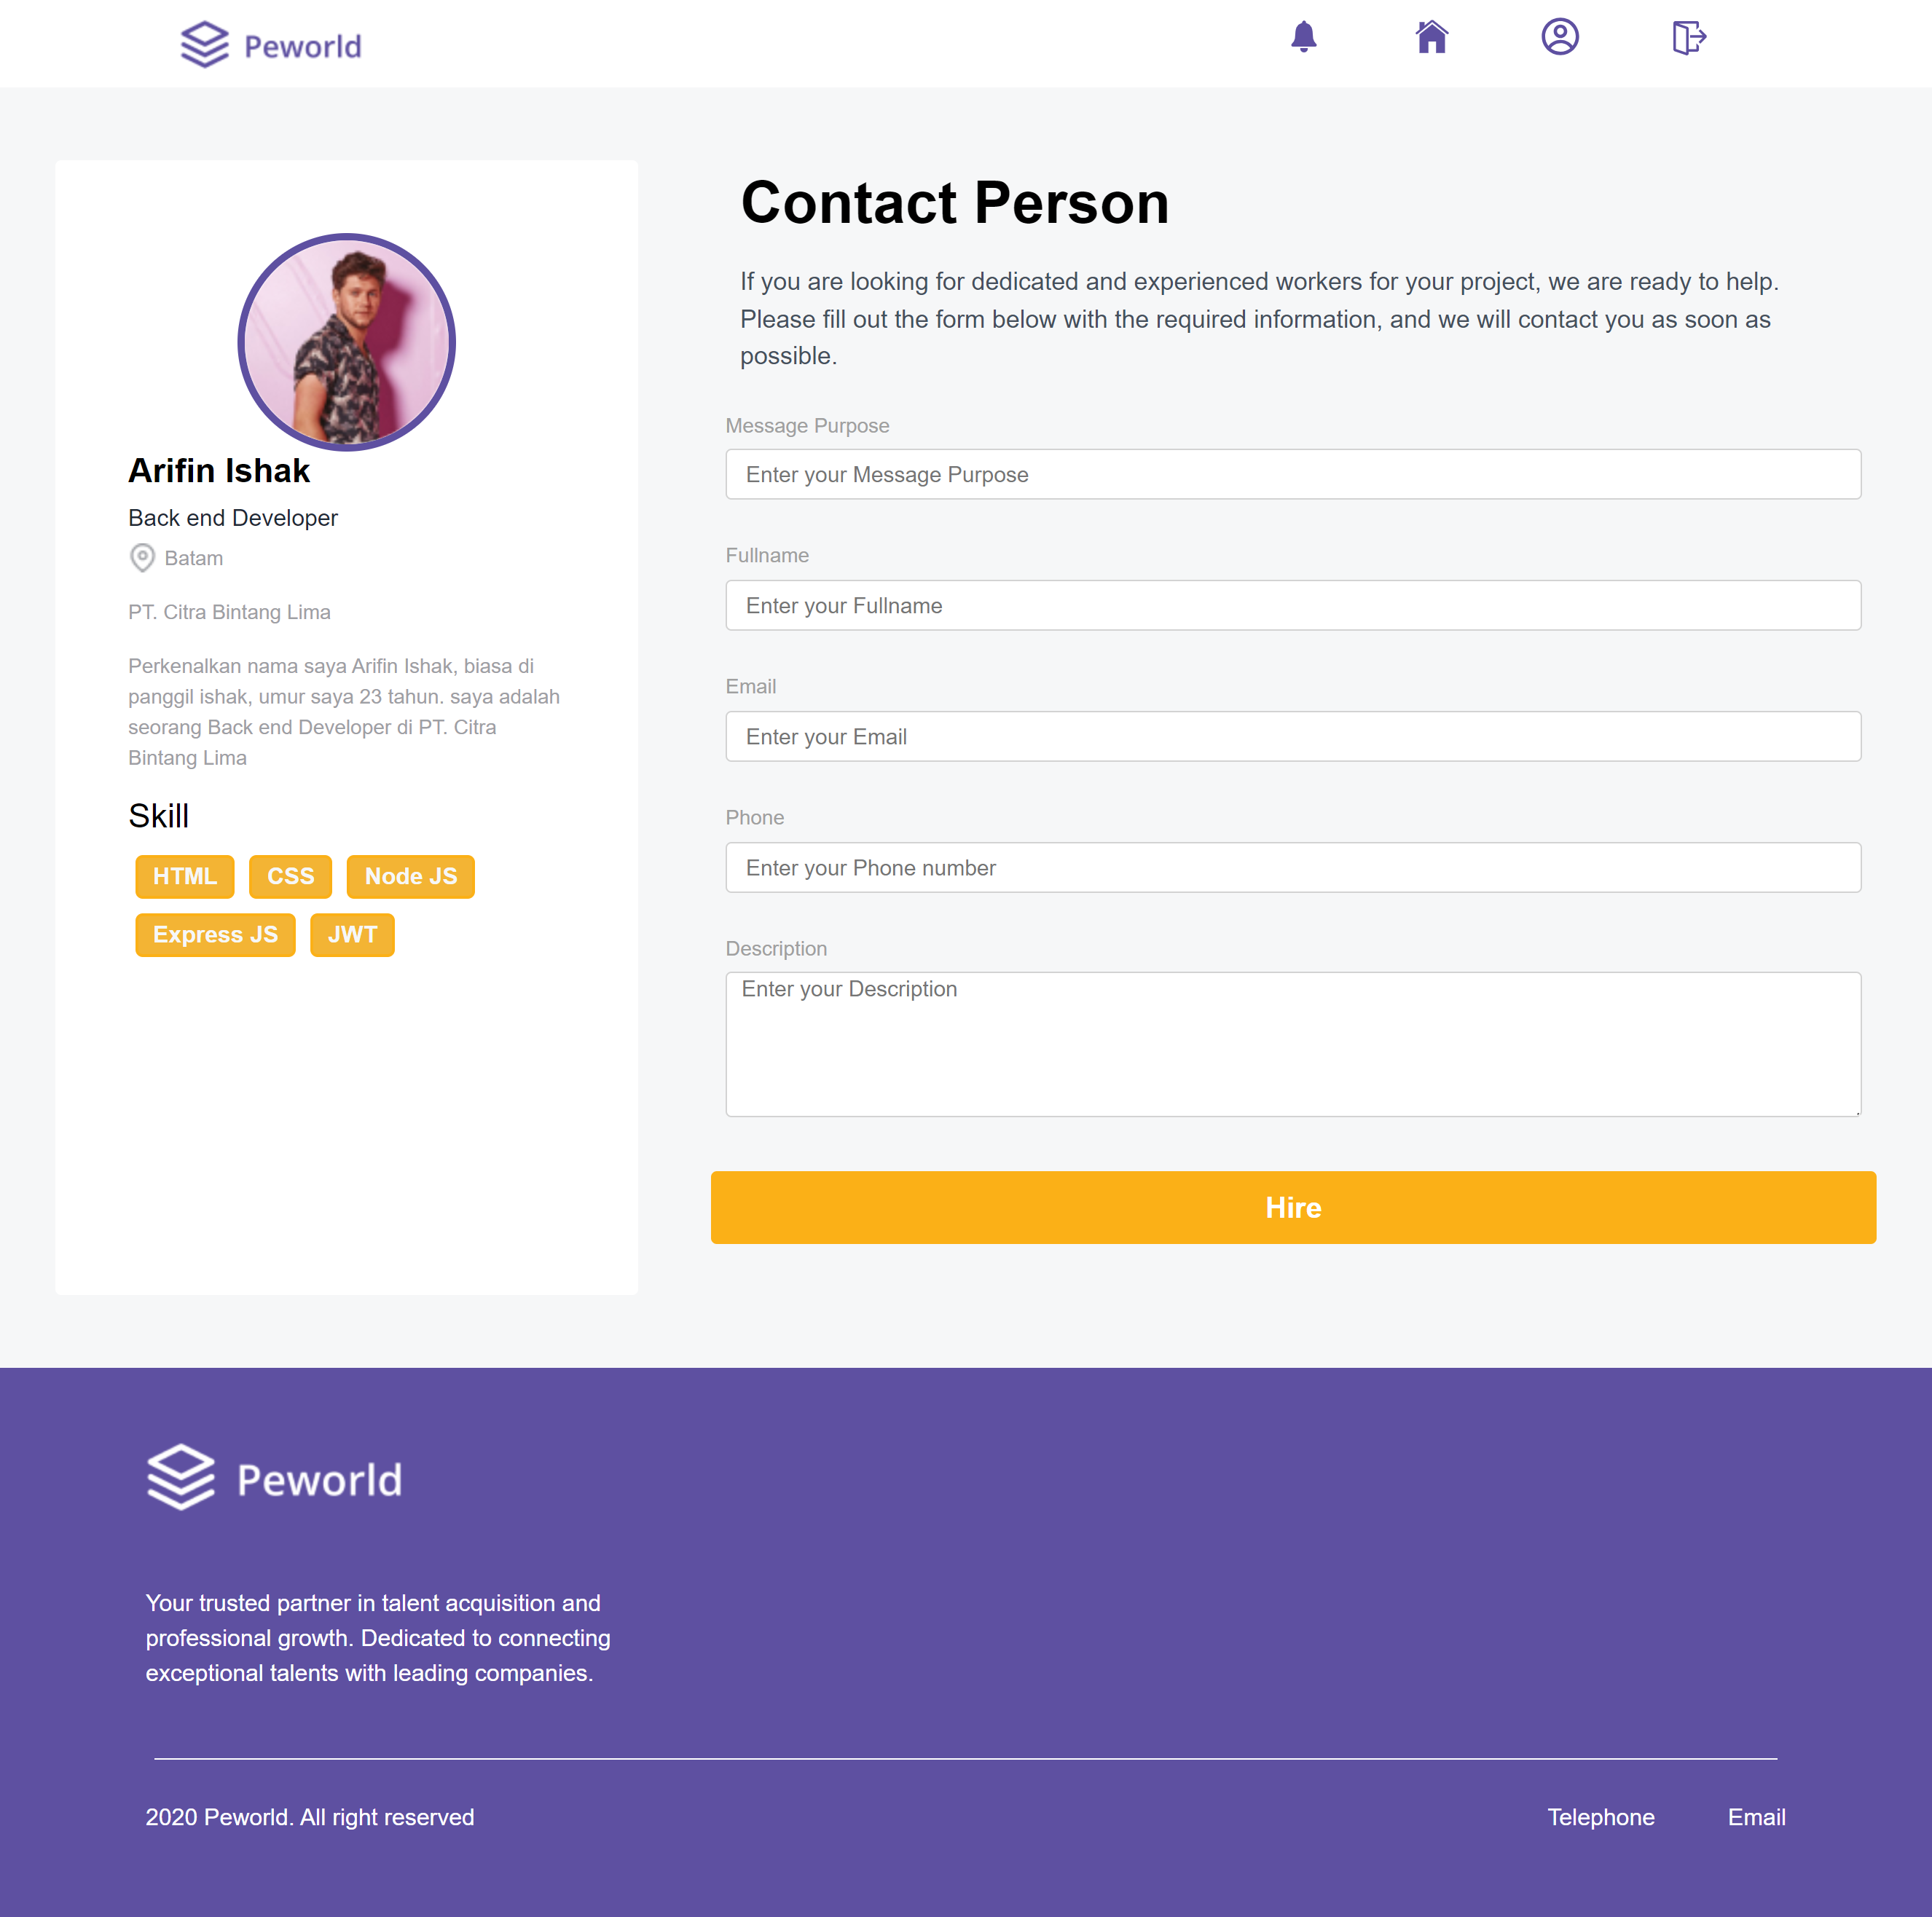 Peworld
Contact Person
If you are looking for dedicated and experienced workers for your project, we are ready to help.
Please fill out the form below with the required information, and we will contact you as soon as
possible.
Arifin Ishak
Back end Developer
Batam
PT. Citra Bintang Lima
Perkenalkan nama saya Arifin Ishak, biasa di
panggil ishak, umur saya 23 tahun. saya adalah
seorang Back end Developer di PT. Citra
Bintang Lima
Skill
HTML
CSS
Node JS
Express JS
JWT
Message Purpose
Enter your Message Purpose
Fullname
Enter your Fullname
Email
Enter your Email
Phone
Enter your Phone number
Description
Enter your Description
Hire
Peworld
Your trusted partner in talent acquisition and
professional growth. Dedicated to connecting
exceptional talents with leading companies.
2020 Peworld. All right reserved
Telephone
Email